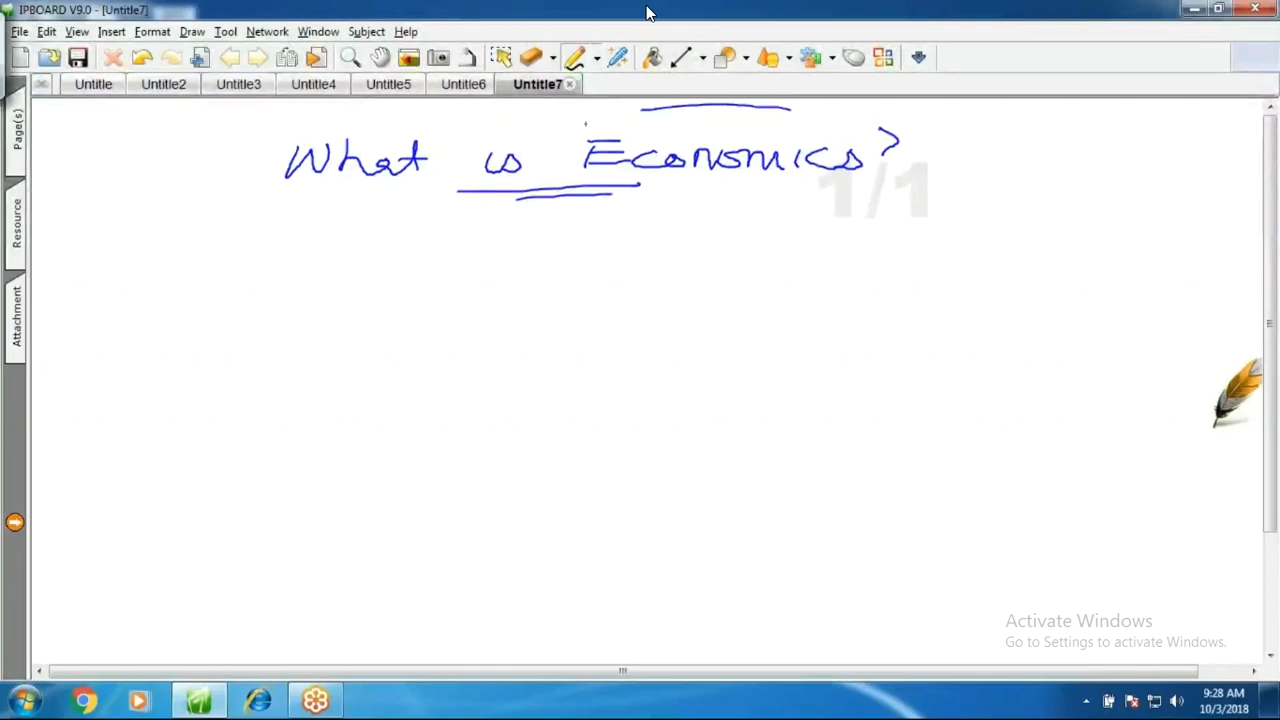 IPBOARD V9.0 - [Untitle7]
File Edit View Insert Format Draw Tool Network Window Subject Help
Untitle Untitle2 Untitle3 Untitle4 Untitle5 Untitle6 Untitle7
Page(s)
Resource
Attachment
What is Economics?
1/1
Activate Windows
Go to Settings to activate Windows.
9:28 AM
10/3/2018